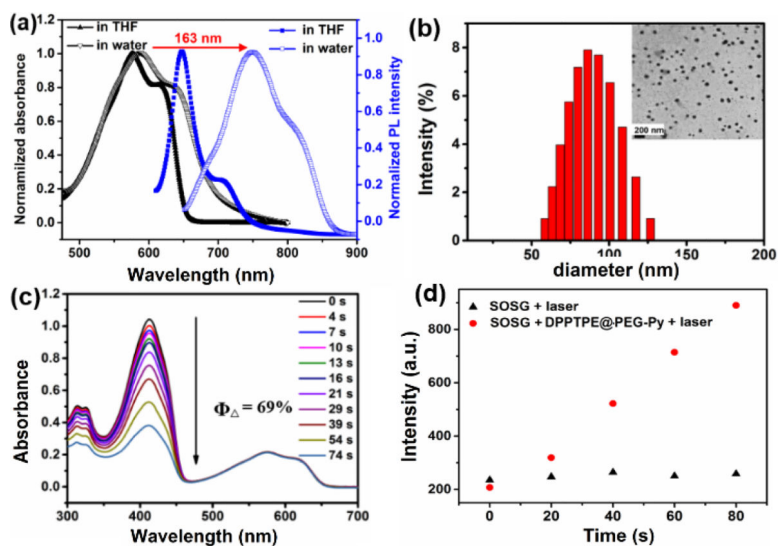 (a)
in THF
in water
163 nm
in THF
in water
Nornamilzed absorbance
1.0
0.8
0.6
0.4
0.2
0.0
Normalized PL intensity
1.0
0.8
0.6
0.4
0.2
0.0
500 600 700 800 900
Wavelength (nm)
(b)
Intensity (%)
8
6
4
2
0
200 nm
50 100 150 200
diameter (nm)
(c)
Absorbance
1.2
1.0
0.8
0.6
0.4
0.2
0.0
0 s
4 s
7 s
10 s
13 s
16 s
21 s
29 s
39 s
54 s
74 s
Φ△ = 69%
300 400 500 600 700
Wavelength (nm)
(d)
SOSG + laser
SOSG + DPPTPE@PEG-Py + laser
Intensity (a.u.)
800
600
400
200
0 20 40 60 80
Time (s)